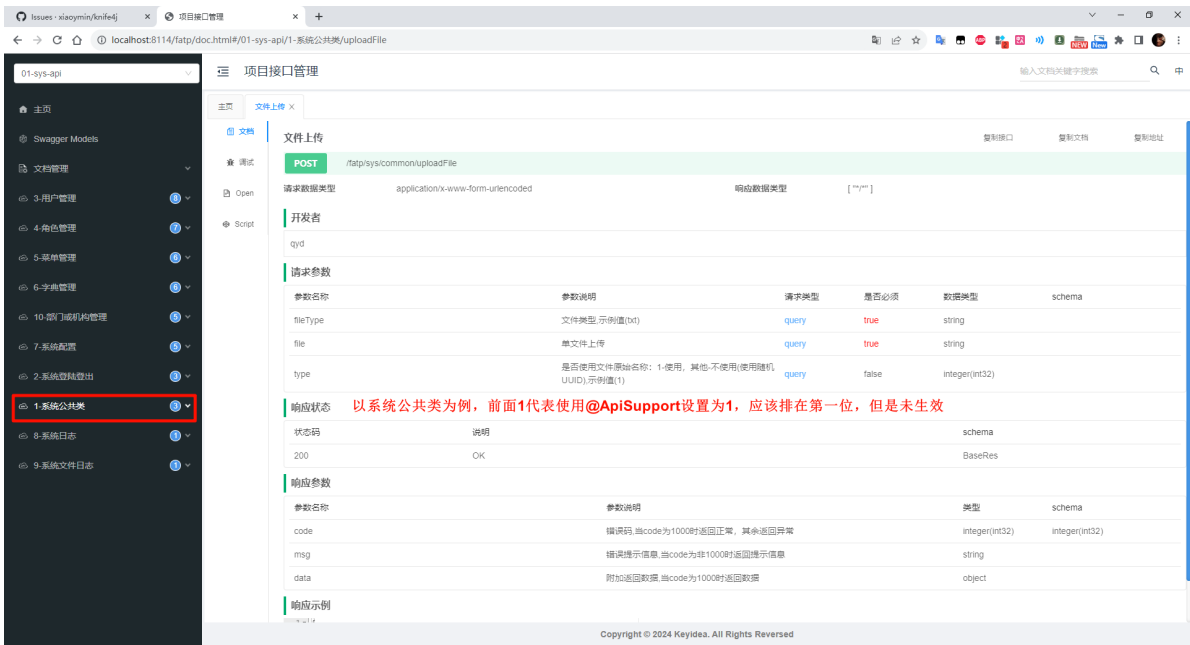 Issues · xiaoymin/knife4j
项目接口管理
localhost:8114/fatp/doc.html#/01-sys-api/1-系统公共类/uploadFile
NEW
New
01-sys-api
项目接口管理
输入文档关键字搜索
中
主页
Swagger Models
文档管理
3-用户管理 8
4-角色管理 7
5-菜单管理 6
6-字典管理 6
10-部门或机构管理 5
7-系统配置 5
2-系统登陆登出 3
1-系统公共类 3
8-系统日志 1
9-系统文件日志 1
主页 文件上传
文档
调试
Open
Script
文件上传 复制接口 复制文档 复制地址
POST /fatp/sys/common/uploadFile
请求数据类型 application/x-www-form-urlencoded 响应数据类型 [ "*/*" ]
开发者
qyd
请求参数
参数名称 参数说明 请求类型 是否必须 数据类型 schema
fileType 文件类型,示例值(txt) query true string
file 单文件上传 query true string
type 是否使用文件原始名称：1-使用，其他-不使用(使用随机 query false integer(int32)
UUID),示例值(1)
响应状态 以系统公共类为例，前面1代表使用@ApiSupport设置为1，应该排在第一位，但是未生效
状态码 说明 schema
200 OK BaseRes
响应参数
参数名称 参数说明 类型 schema
code 错误码,当code为1000时返回正常，其余返回异常 integer(int32) integer(int32)
msg 错误提示信息,当code为非1000时返回提示信息 string
data 附加返回数据,当code为1000时返回数据 object
响应示例
Copyright © 2024 Keyidea. All Rights Reversed